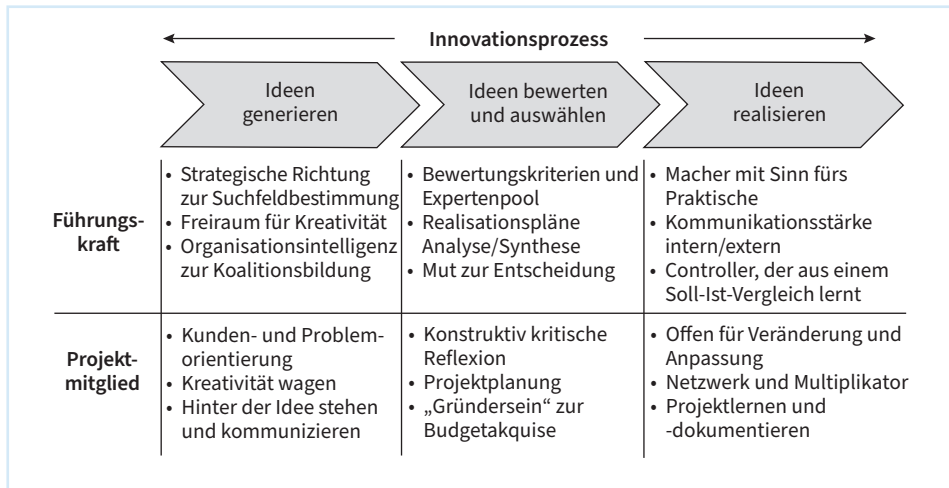 Innovationsprozess
Ideen
generieren
Ideen bewerten
und auswählen
Ideen
realisieren
Führungs-
kraft
• Strategische Richtung
zur Suchfeldbestimmung
• Freiraum für Kreativität
• Organisationsintelligenz
zur Koalitionsbildung
• Bewertungskriterien und
Expertenpool
• Realisationspläne
Analyse/Synthese
• Mut zur Entscheidung
• Macher mit Sinn fürs
Praktische
• Kommunikationsstärke
intern/extern
• Controller, der aus einem
Soll-Ist-Vergleich lernt
Projekt-
mitglied
• Kunden- und Problem-
orientierung
• Kreativität wagen
• Hinter der Idee stehen
und kommunizieren
• Konstruktiv kritische
Reflexion
• Projektplanung
• „Gründersein“ zur
Budgetakquise
• Offen für Veränderung und
Anpassung
• Netzwerk und Multiplikator
• Projektlernen und
-dokumentieren